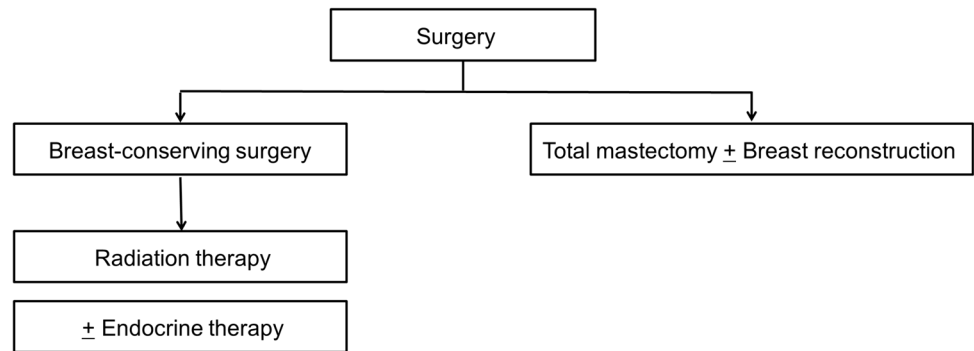 Surgery
Breast-conserving surgery
Total mastectomy ± Breast reconstruction
Radiation therapy
± Endocrine therapy